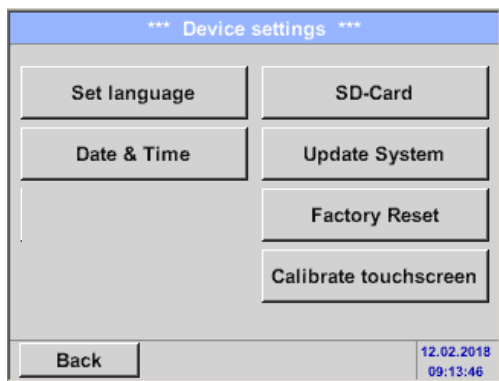 *** Device settings ***
Set language
SD-Card
Date & Time
Update System
Factory Reset
Calibrate touchscreen
Back
12.02.2018
09:13:46